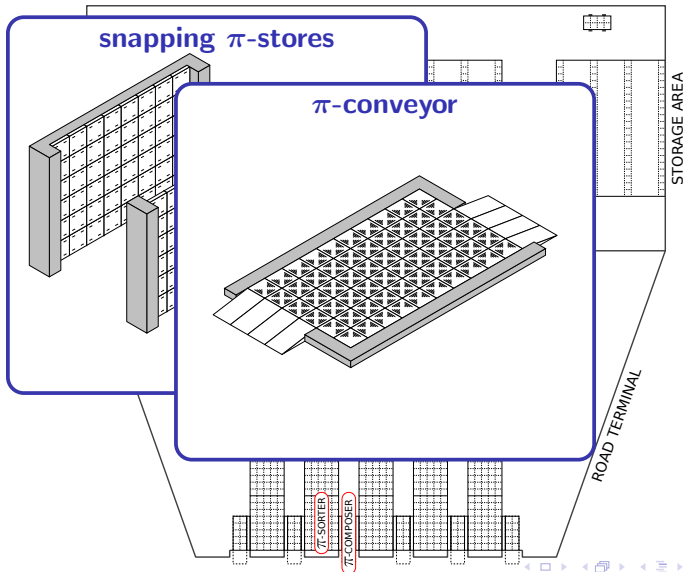 snapping π-stores
π-conveyor
STORAGE AREA
ROAD TERMINAL
π-SORTER
π-COMPOSER